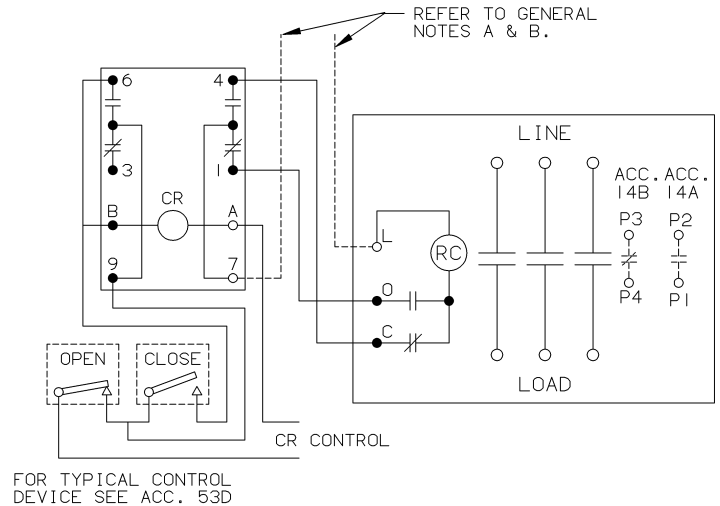 REFER TO GENERAL
NOTES A & B.
6
4
3
1
CR
B
A
9
7
LINE
ACC. ACC.
14B 14A
P3 P2
L
RC
O
P4 P1
C
LOAD
OPEN
CLOSE
CR CONTROL
FOR TYPICAL CONTROL
DEVICE SEE ACC. 53D